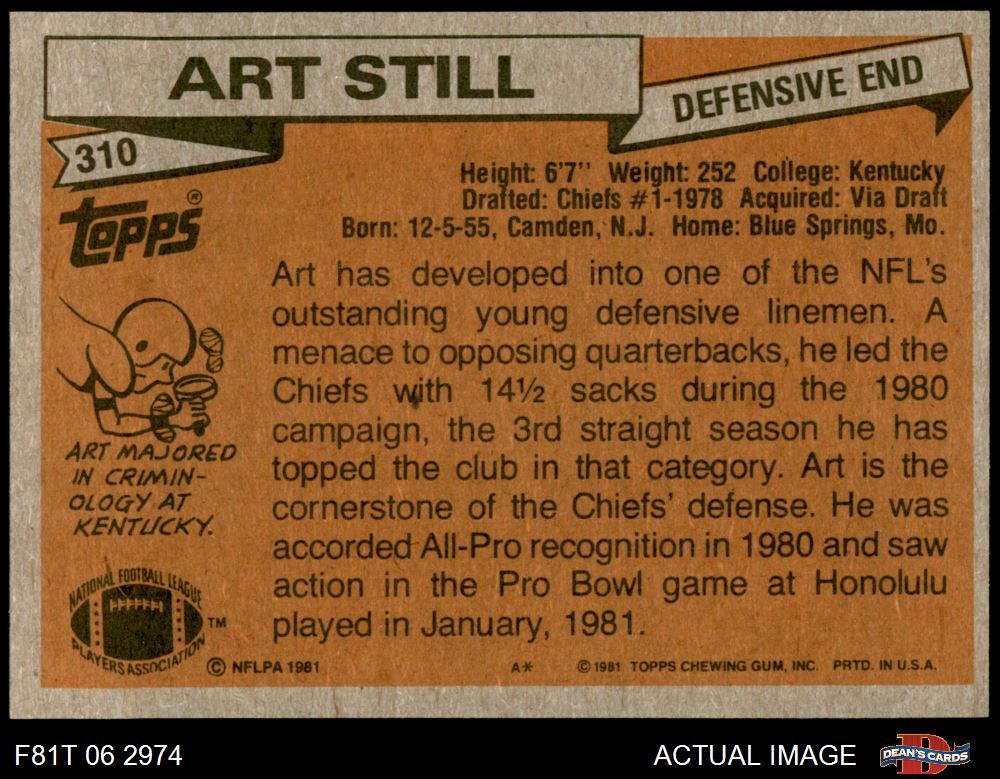 ART STILL
DEFENSIVE END
310
TOPPS®
Height: 6'7'' Weight: 252 College: Kentucky
Drafted: Chiefs #1-1978 Acquired: Via Draft
Born: 12-5-55, Camden, N.J. Home: Blue Springs, Mo.
Art has developed into one of the NFL's
outstanding young defensive linemen. A
menace to opposing quarterbacks, he led the
Chiefs with 14½ sacks during the 1980
campaign, the 3rd straight season he has
topped the club in that category. Art is the
cornerstone of the Chiefs' defense. He was
accorded All-Pro recognition in 1980 and saw
action in the Pro Bowl game at Honolulu
played in January, 1981.
ART MAJORED
IN CRIMIN-
OLOGY AT
KENTUCKY.
NATIONAL FOOTBALL LEAGUE
PLAYERS ASSOCIATION
TM
© NFLPA 1981
A*
© 1981 TOPPS CHEWING GUM, INC. PRTD. IN U.S.A.
F81T 06 2974
ACTUAL IMAGE
D
DEAN'S CARDS